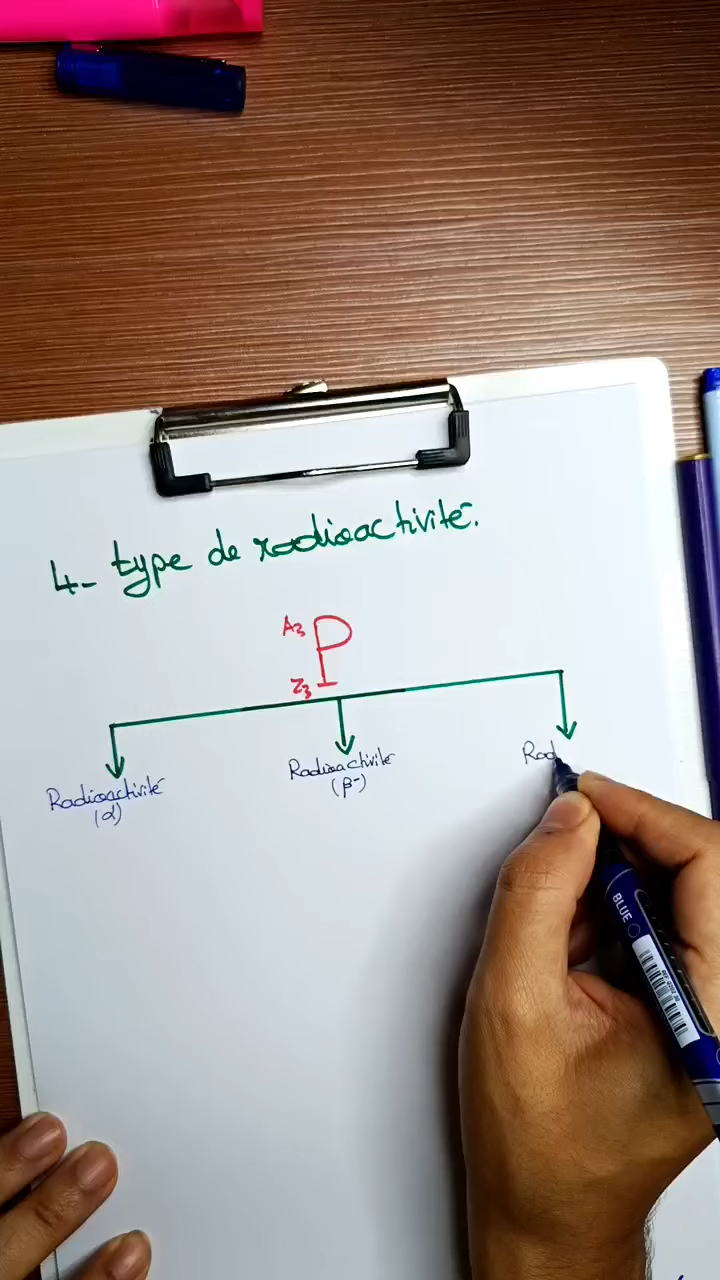 4- type de radioactivité.
A₃
P
Z₃
Radioactivité
(α)
Radioactivité
(β⁻)
Rad
BLUE